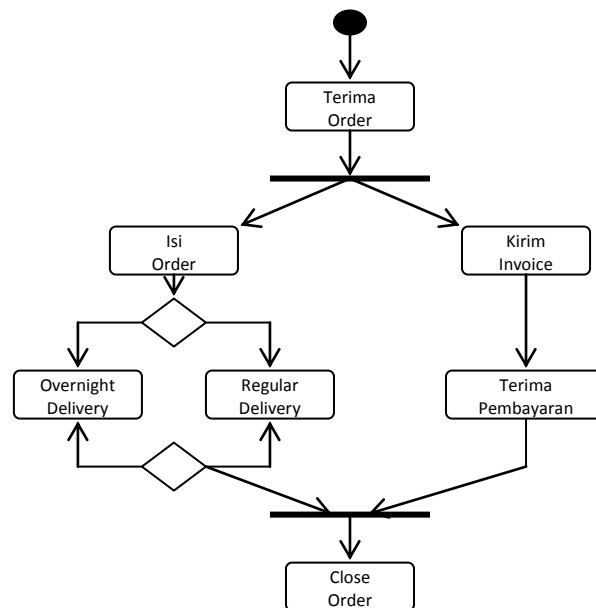 Terima
Order
Isi
Order
Kirim
Invoice
Overnight
Delivery
Regular
Delivery
Terima
Pembayaran
Close
Order